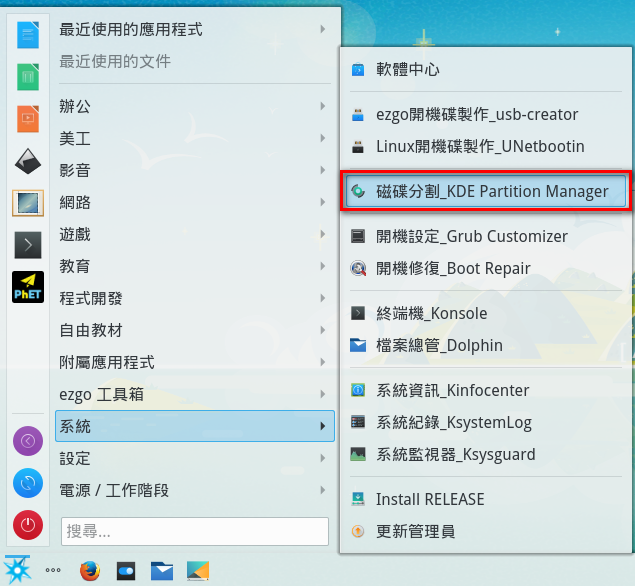 最近使用的應用程式
最近使用的文件
辦公
美工
影音
網路
遊戲
教育
程式開發
自由教材
附屬應用程式
ezgo 工具箱
系統
設定
電源 / 工作階段
搜尋...
PhET
軟體中心
ezgo開機碟製作_usb-creator
Linux開機碟製作_UNetbootin
磁碟分割_KDE Partition Manager
開機設定_Grub Customizer
開機修復_Boot Repair
終端機_Konsole
檔案總管_Dolphin
系統資訊_Kinfocenter
系統紀錄_KsystemLog
系統監視器_Ksysguard
Install RELEASE
更新管理員